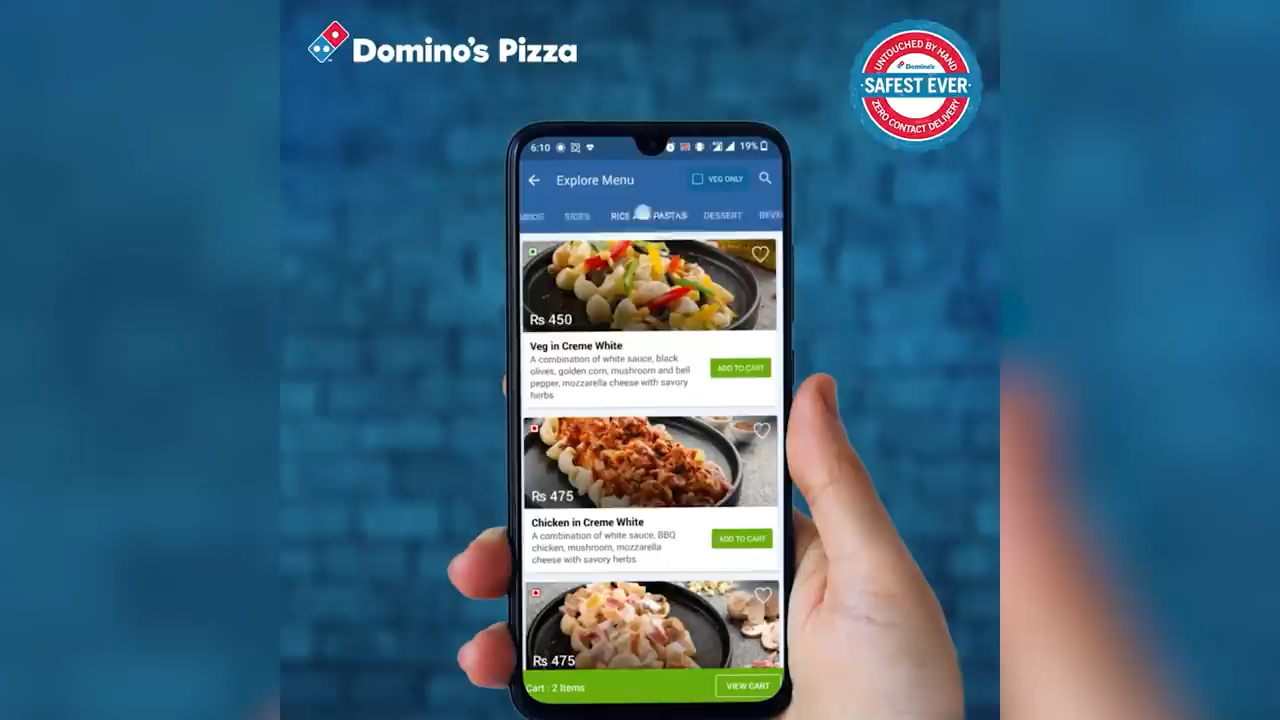 Domino's Pizza
UNTOUCHED BY HAND
Domino's
SAFEST EVER
ZERO CONTACT DELIVERY
6:10
19%
Explore Menu
VEG ONLY
SIDES
RICE AND PASTAS
DESSERT
BEV
Rs 450
Veg in Creme White
A combination of white sauce, black
olives, golden corn, mushroom and bell
pepper, mozzarella cheese with savory
herbs
ADD TO CART
Rs 475
Chicken in Creme White
A combination of white sauce, BBQ
chicken, mushroom, mozzarella
cheese with savory herbs
ADD TO CART
Rs 475
Cart : 2 Items
VIEW CART